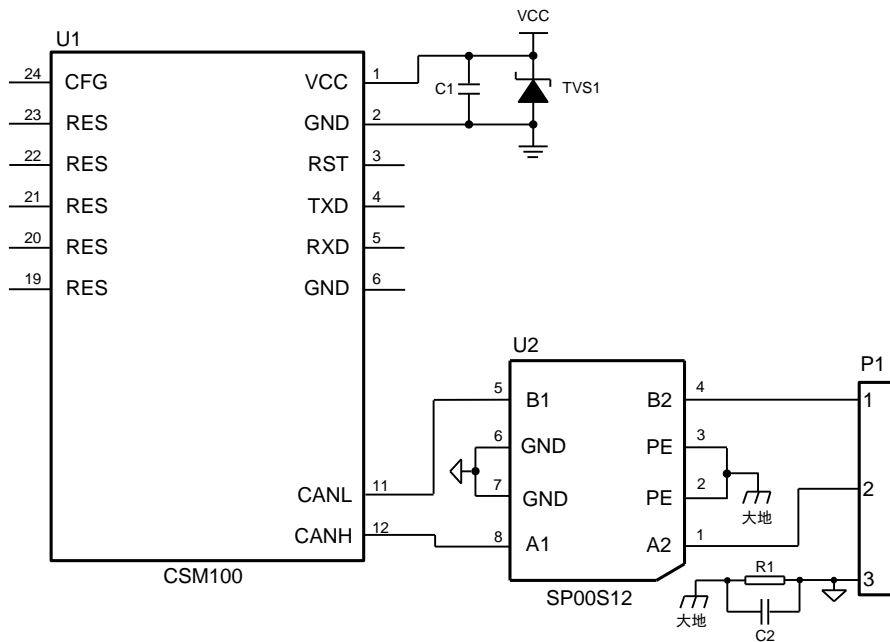 U1
VCC
24 CFG VCC 1
C1 TVS1
23 RES GND 2
22 RES RST 3
21 RES TXD 4
20 RES RXD 5
19 RES GND 6
U2
P1
5 B1 B2 4 1
6 GND PE 3
7 GND PE 2
CANL 11
2
大地
CANH 12
8 A1 A2 1
CSM100
SP00S12
R1
3
大地
C2